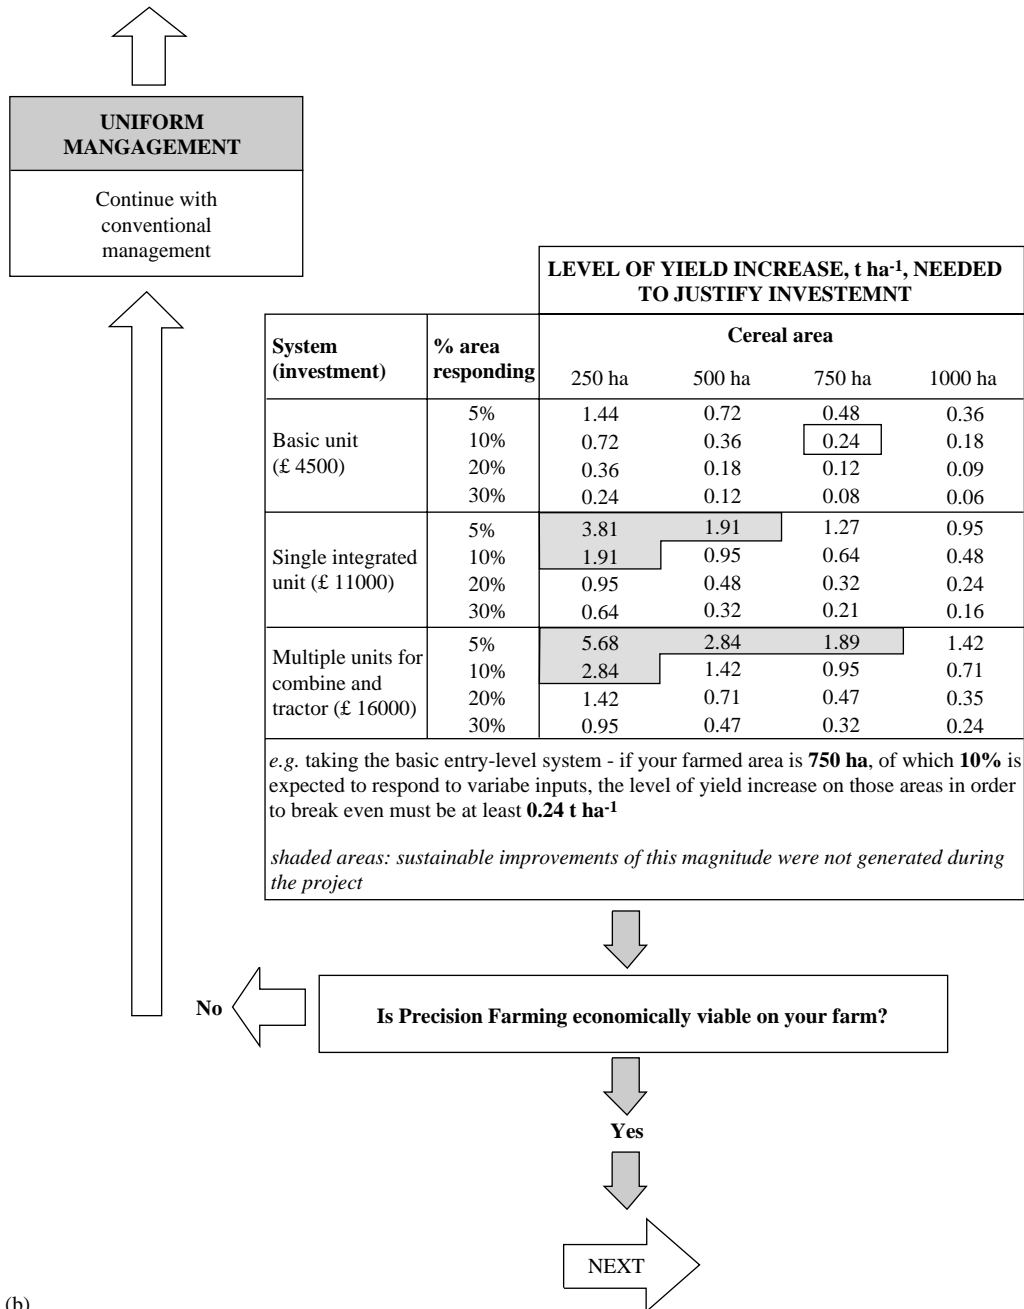 UNIFORM
MANGAGEMENT
Continue with
conventional
management
LEVEL OF YIELD INCREASE, t ha-1, NEEDED
TO JUSTIFY INVESTEMNT
System
(investment)
% area
responding
Cereal area
250 ha 500 ha 750 ha 1000 ha
Basic unit
(£ 4500)
5% 1.44 0.72 0.48 0.36
10% 0.72 0.36 0.24 0.18
20% 0.36 0.18 0.12 0.09
30% 0.24 0.12 0.08 0.06
Single integrated
unit (£ 11000)
5% 3.81 1.91 1.27 0.95
10% 1.91 0.95 0.64 0.48
20% 0.95 0.48 0.32 0.24
30% 0.64 0.32 0.21 0.16
Multiple units for
combine and
tractor (£ 16000)
5% 5.68 2.84 1.89 1.42
10% 2.84 1.42 0.95 0.71
20% 1.42 0.71 0.47 0.35
30% 0.95 0.47 0.32 0.24
e.g. taking the basic entry-level system - if your farmed area is 750 ha, of which 10% is
expected to respond to variabe inputs, the level of yield increase on those areas in order
to break even must be at least 0.24 t ha-1
shaded areas: sustainable improvements of this magnitude were not generated during
the project
No
Is Precision Farming economically viable on your farm?
Yes
NEXT
(b)